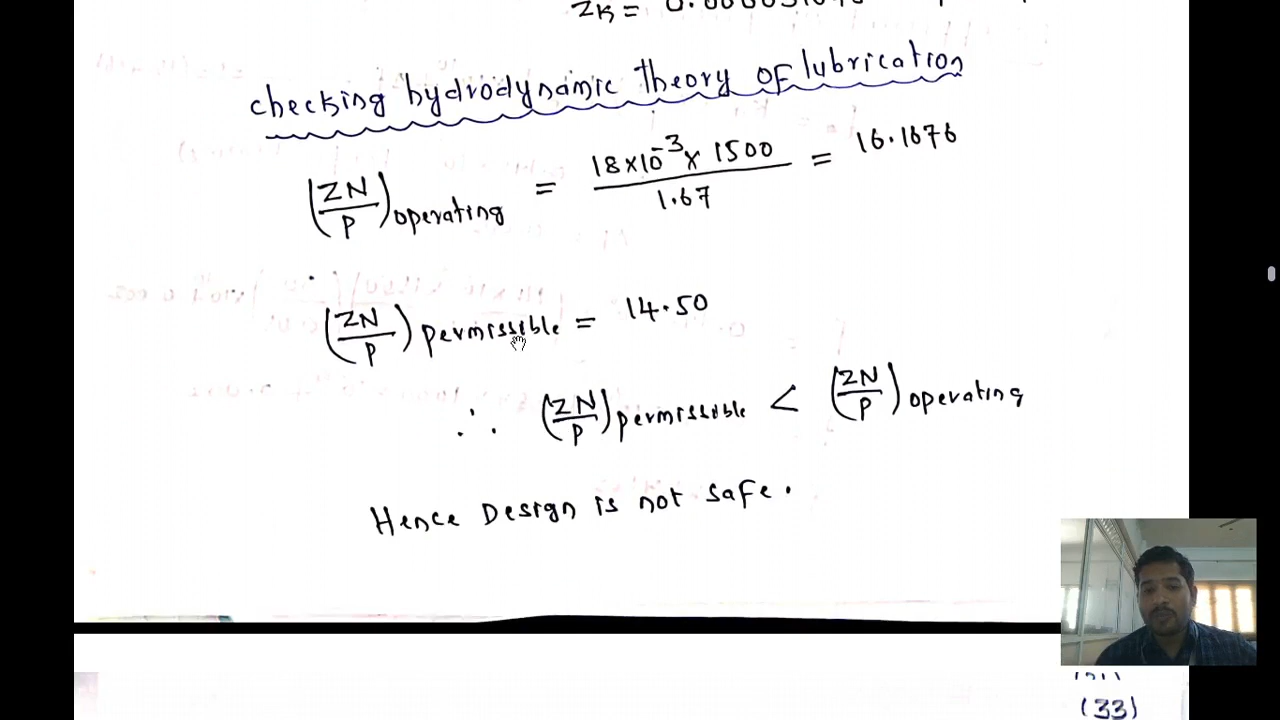 ZK =
checking hydrodynamic theory of lubrication
(ZN/P) operating = 18×10⁻³ × 1500 / 1.67 = 16.1676
(ZN/P) permissible = 14.50
∴ (ZN/P) permissible < (ZN/P) operating
Hence Design is not safe.
(33)